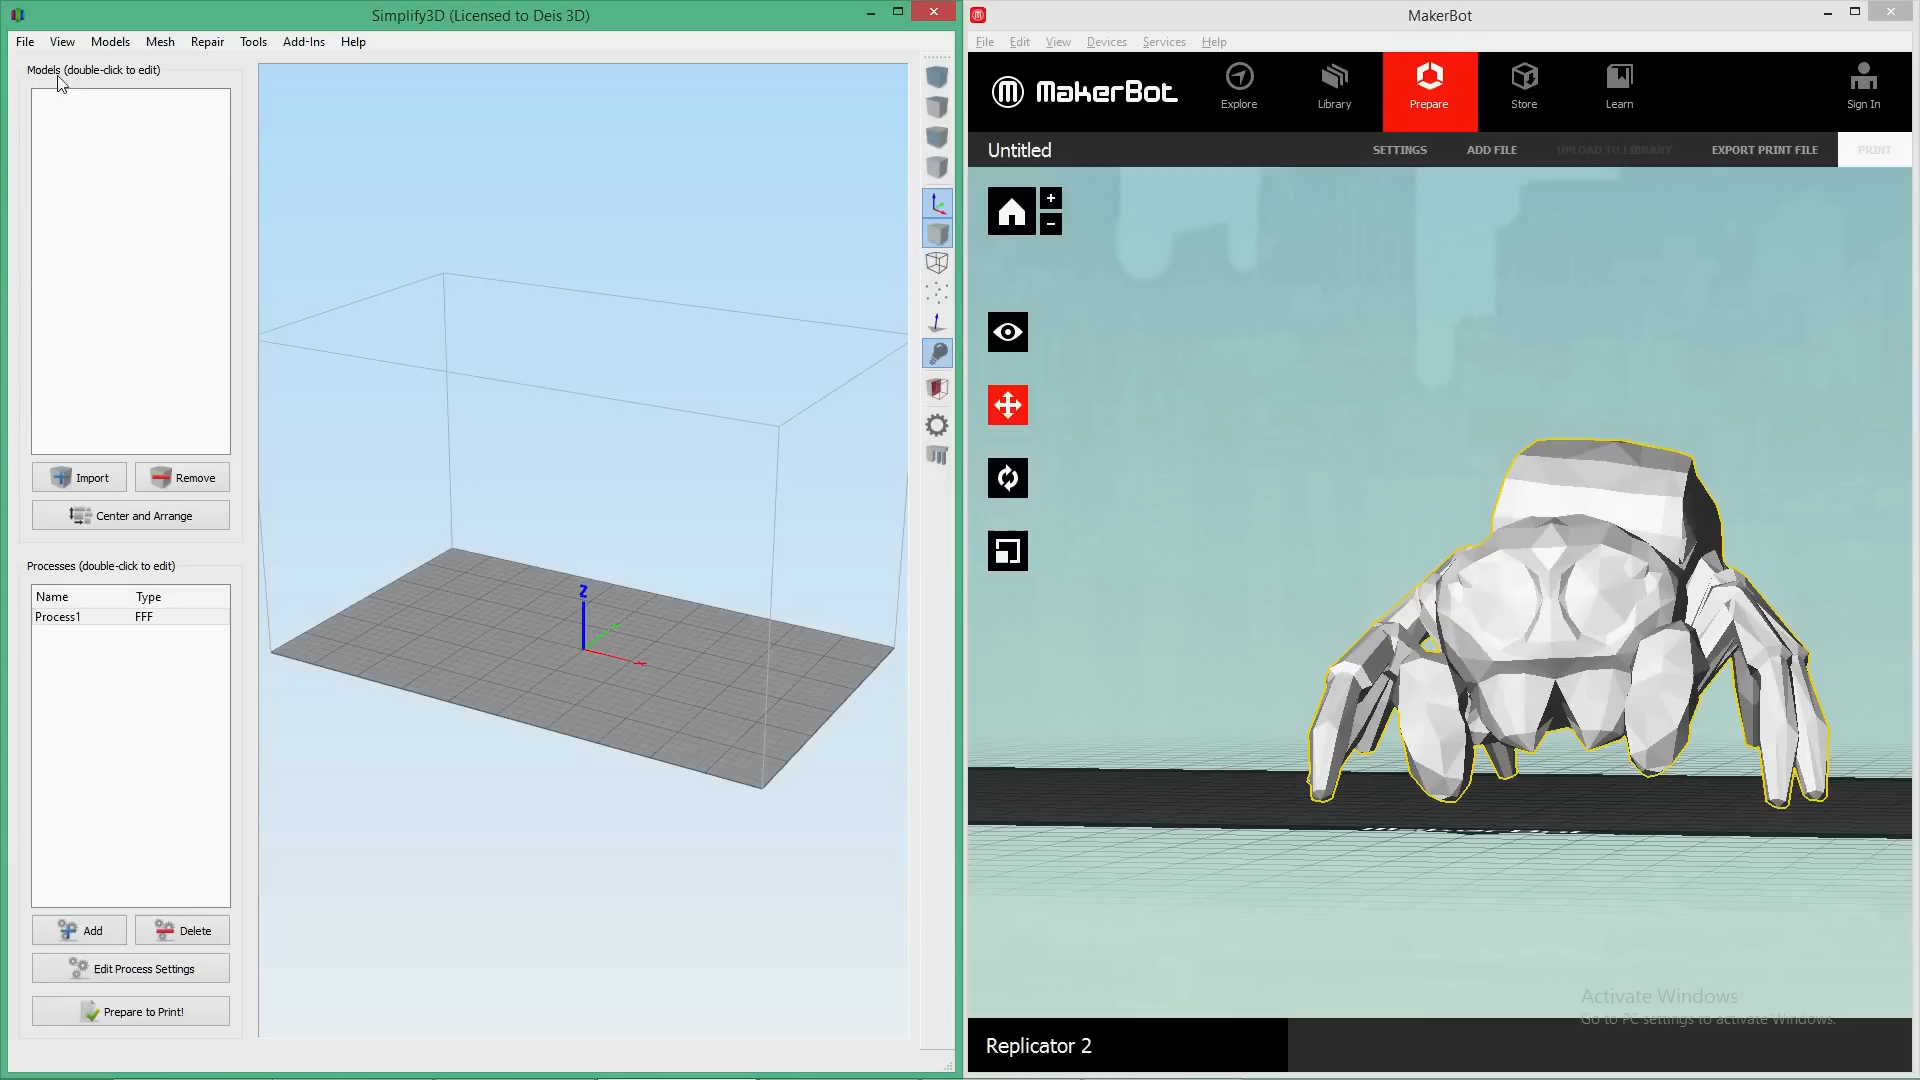 Simplify3D (Licensed to Deis 3D)
File View Models Mesh Repair Tools Add-Ins Help
Models (double-click to edit)
Import Remove
Center and Arrange
Processes (double-click to edit)
Name Type
Process1 FFF
Add Delete
Edit Process Settings
Prepare to Print!
Z
MakerBot
File Edit View Devices Services Help
MakerBot
Explore Library Prepare Store Learn Sign In
Untitled
SETTINGS ADD FILE UPLOAD TO LIBRARY EXPORT PRINT FILE PRINT
Activate Windows
Go to PC settings to activate Windows.
Replicator 2